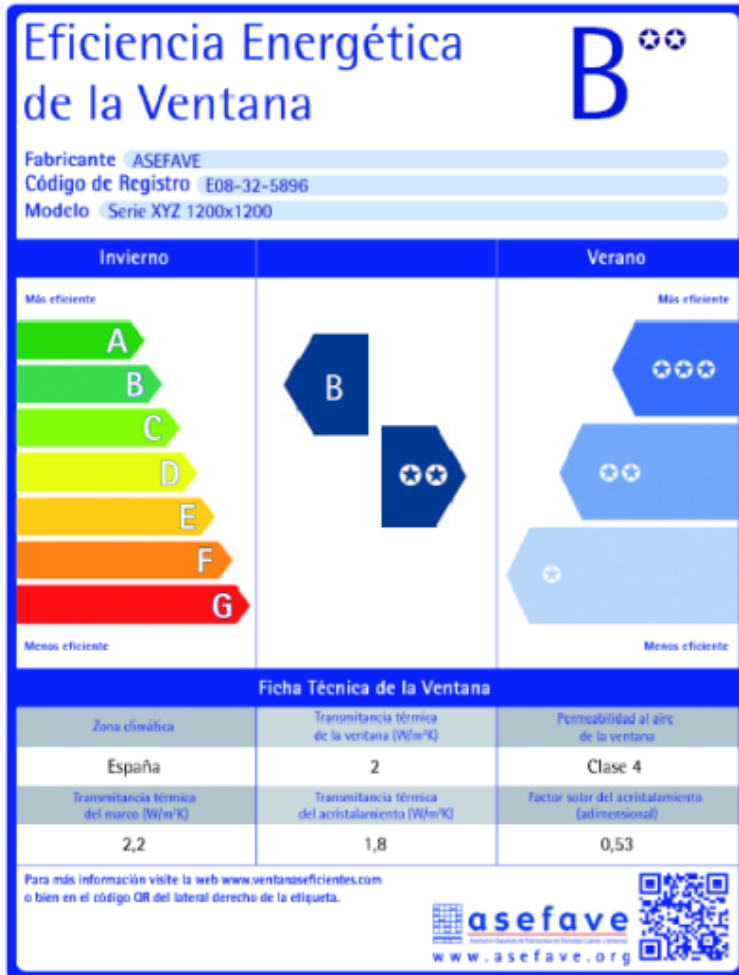 Eficiencia Energética
de la Ventana
B
Fabricante ASEFAVE
Código de Registro E08-32-5896
Modelo Serie XYZ 1200x1200
Invierno
Verano
Más eficiente
Más eficiente
A
B
C
D
E
F
G
B
Menos eficiente
Menos eficiente
Ficha Técnica de la Ventana
Zona climática
Transmitancia térmica
de la ventana (W/m²K)
Permeabilidad al aire
de la ventana
España
2
Clase 4
Transmitancia térmica
del marco (W/m²K)
Transmitancia térmica
del acristalamiento (W/m²K)
Factor solar del acristalamiento
(adimensional)
2,2
1,8
0,53
Para más información visite la web www.ventanaseficientes.com
o bien en el código QR del lateral derecho de la etiqueta.
asefave
www.asefave.org